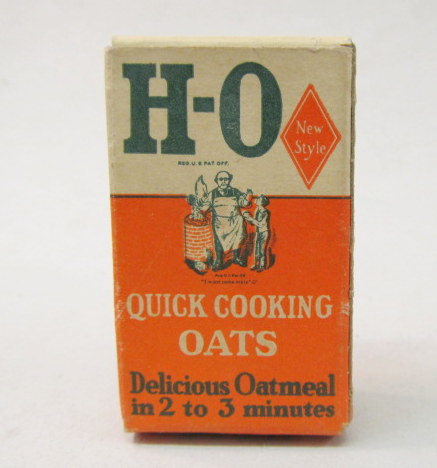 H-O
New
Style
REG. U.S. PAT. OFF.
QUICK COOKING
OATS
Delicious Oatmeal
in 2 to 3 minutes